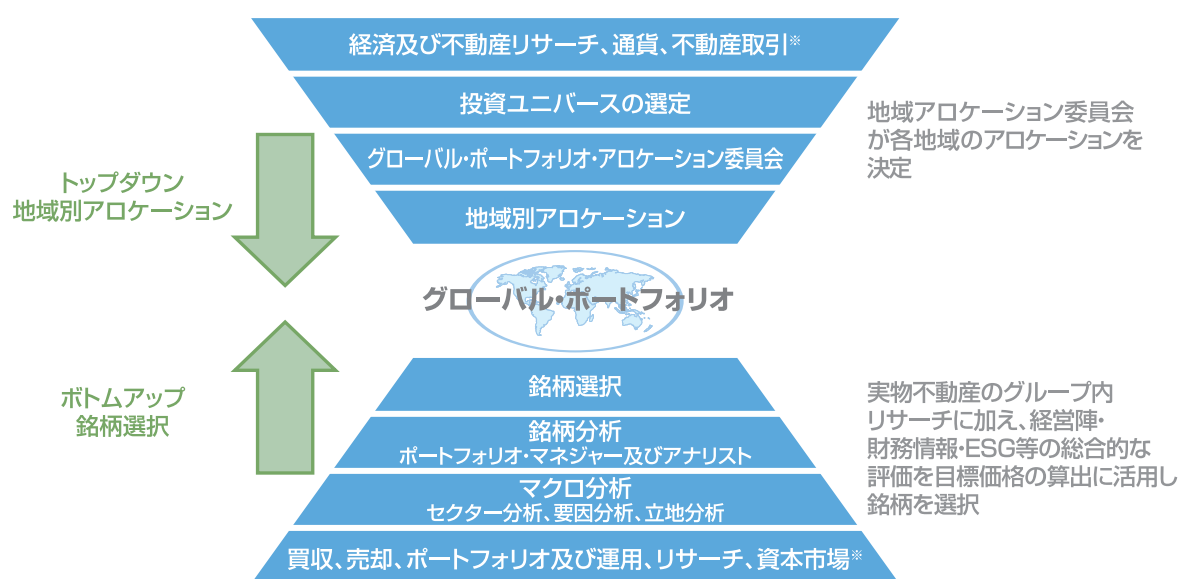 経済及び不動産リサーチ、通貨、不動産取引※
投資ユニバースの選定
グローバル・ポートフォリオ・アロケーション委員会
地域別アロケーション
地域アロケーション委員会
が各地域のアロケーションを
決定
トップダウン
地域別アロケーション
グローバル・ポートフォリオ
ボトムアップ
銘柄選択
銘柄選択
銘柄分析
ポートフォリオ・マネジャー及びアナリスト
マクロ分析
セクター分析、要因分析、立地分析
買収、売却、ポートフォリオ及び運用、リサーチ、資本市場※
実物不動産のグループ内
リサーチに加え、経営陣・
財務情報・ESG等の総合的な
評価を目標価格の算出に活用し
銘柄を選択